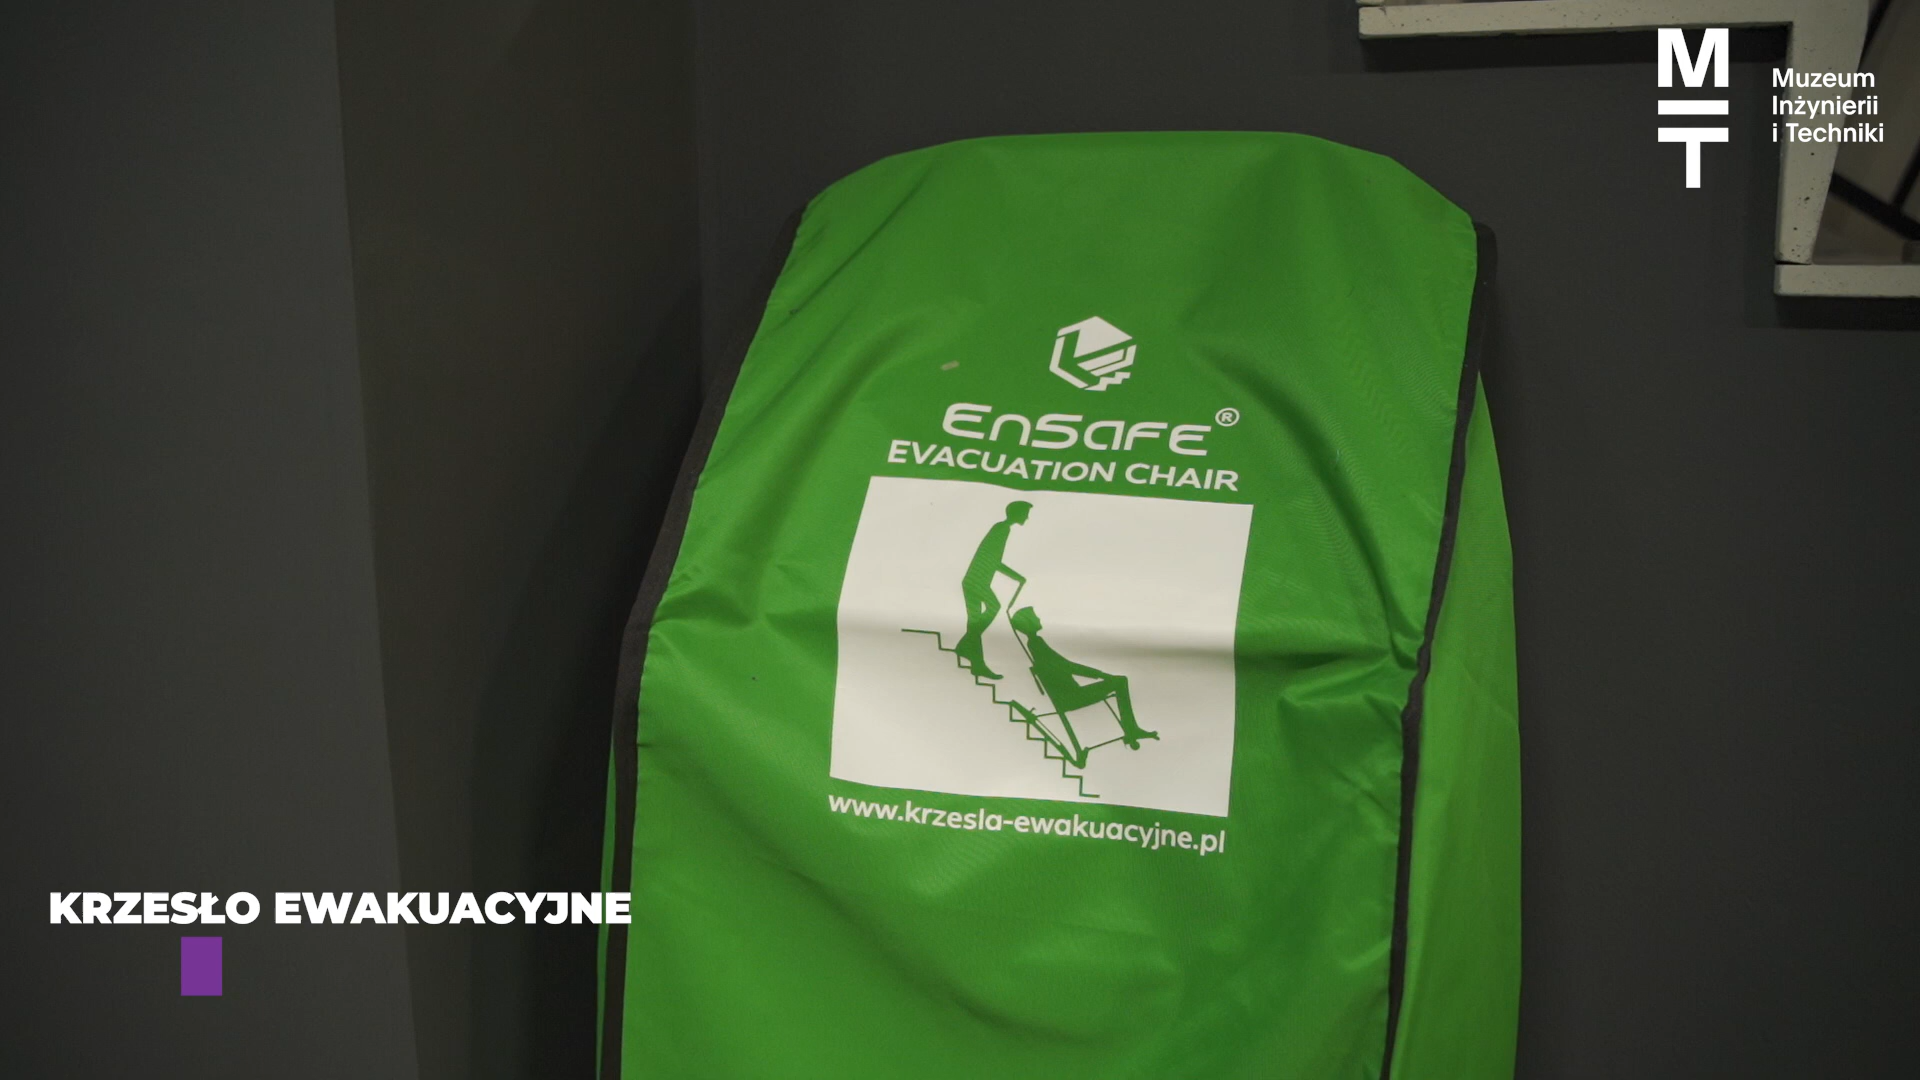 M
T
Muzeum
Inżynierii
i Techniki
EnSaFE®
EVACUATION CHAIR
www.krzesla-ewakuacyjne.pl
KRZESŁO EWAKUACYJNE